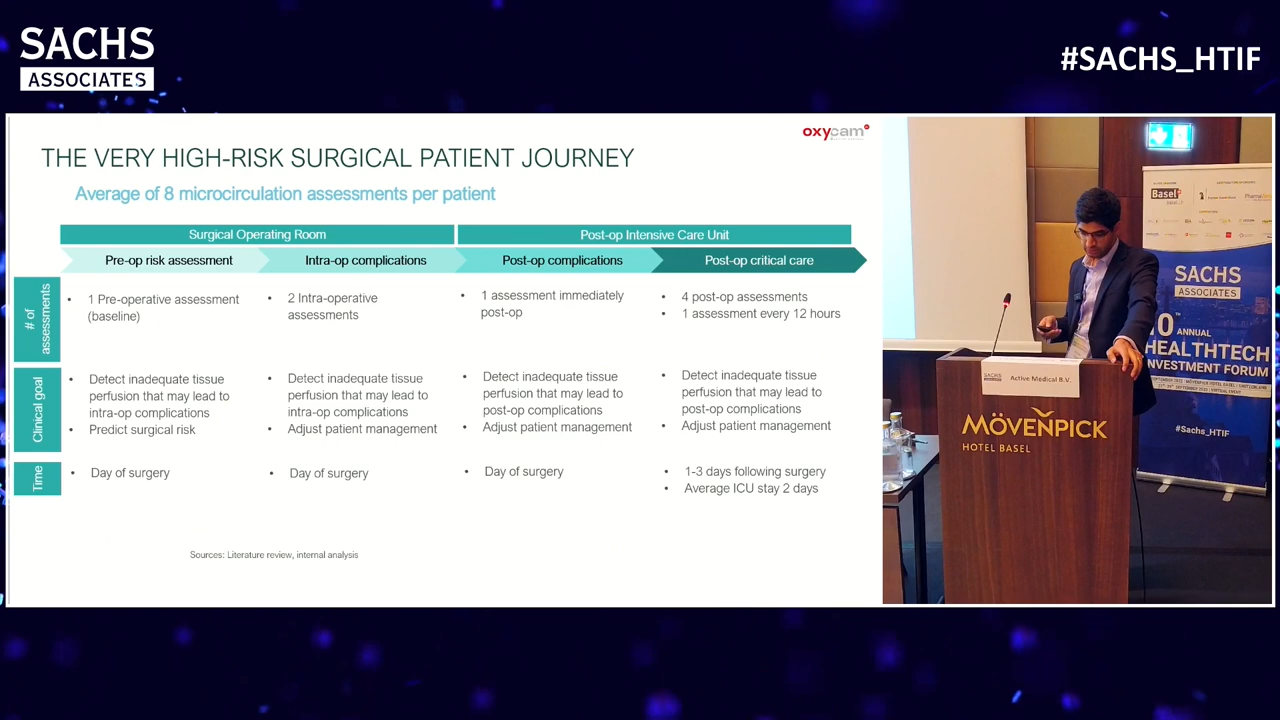 SACHS
ASSOCIATES
#SACHS_HTIF
oxycam
THE VERY HIGH-RISK SURGICAL PATIENT JOURNEY
Average of 8 microcirculation assessments per patient
Surgical Operating Room
Post-op Intensive Care Unit
Pre-op risk assessment
Intra-op complications
Post-op complications
Post-op critical care
# of
assessments
• 1 Pre-operative assessment
(baseline)
• 2 Intra-operative
assessments
• 1 assessment immediately
post-op
• 4 post-op assessments
• 1 assessment every 12 hours
Clinical goal
• Detect inadequate tissue
perfusion that may lead to
intra-op complications
• Predict surgical risk
• Detect inadequate tissue
perfusion that may lead to
intra-op complications
• Adjust patient management
• Detect inadequate tissue
perfusion that may lead to
post-op complications
• Adjust patient management
• Detect inadequate tissue
perfusion that may lead to
post-op complications
• Adjust patient management
Time
• Day of surgery
• Day of surgery
• Day of surgery
• 1-3 days following surgery
• Average ICU stay 2 days
Sources: Literature review, internal analysis
Basel
SACHS
ASSOCIATES
0TH ANNUAL
HEALTHTECH
INVESTMENT FORUM
#Sachs_HTIF
SACHS
Active Medical B.V.
MÖVENPICK
HOTEL BASEL